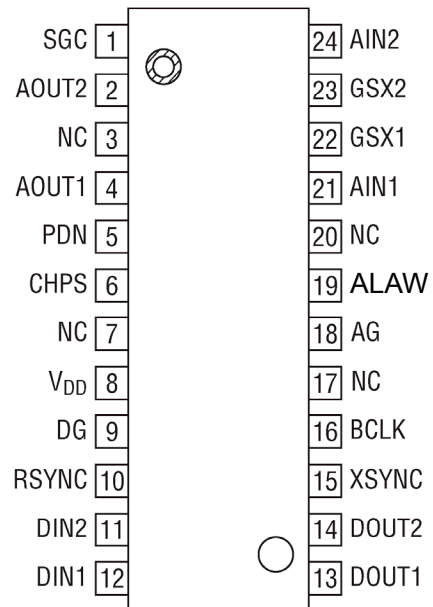 SGC 1 24 AIN2
AOUT2 2 23 GSX2
NC 3 22 GSX1
AOUT1 4 21 AIN1
PDN 5 20 NC
CHPS 6 19 ALAW
NC 7 18 AG
VDD 8 17 NC
DG 9 16 BCLK
RSYNC 10 15 XSYNC
DIN2 11 14 DOUT2
DIN1 12 13 DOUT1